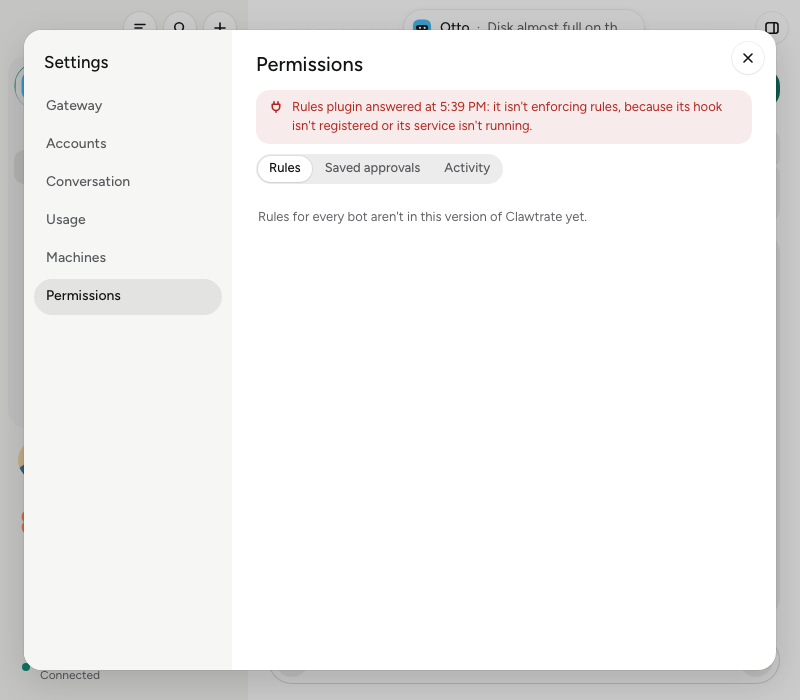 Otto · Disk almost full on th
Settings
Gateway
Accounts
Conversation
Usage
Machines
Permissions
Permissions
Rules plugin answered at 5:39 PM: it isn't enforcing rules, because its hook
isn't registered or its service isn't running.
Rules Saved approvals Activity
Rules for every bot aren't in this version of Clawtrate yet.
Connected